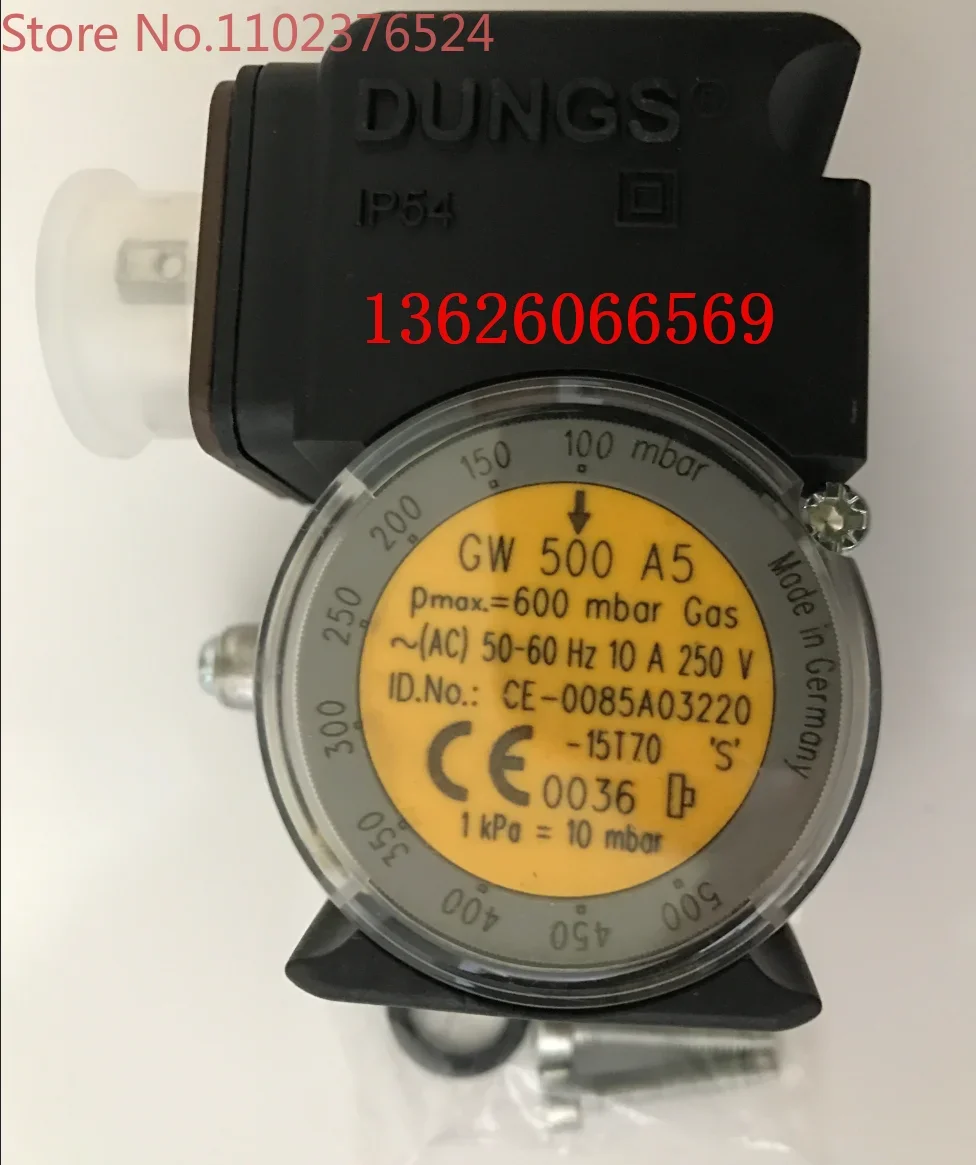 Store No.1102376524
DUNGS®
IP54
13626066569
100 mbar
150
200
250
300
350
400
450
500
Made in Germany
GW 500 A5
pmax.=600 mbar Gas
~(AC) 50-60 Hz 10 A 250 V
ID.No.: CE-0085A03220
-15T70 'S'
CE 0036
1 kPa = 10 mbar